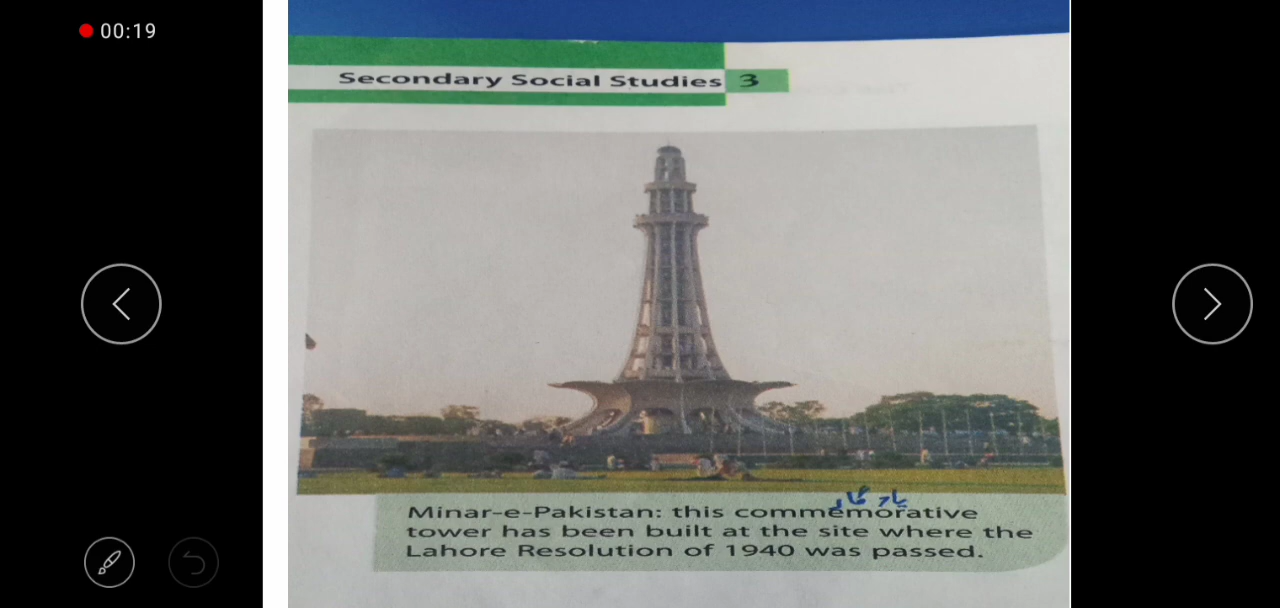 00:19
Secondary Social Studies 3
یادگار
Minar-e-Pakistan: this commemorative
tower has been built at the site where the
Lahore Resolution of 1940 was passed.